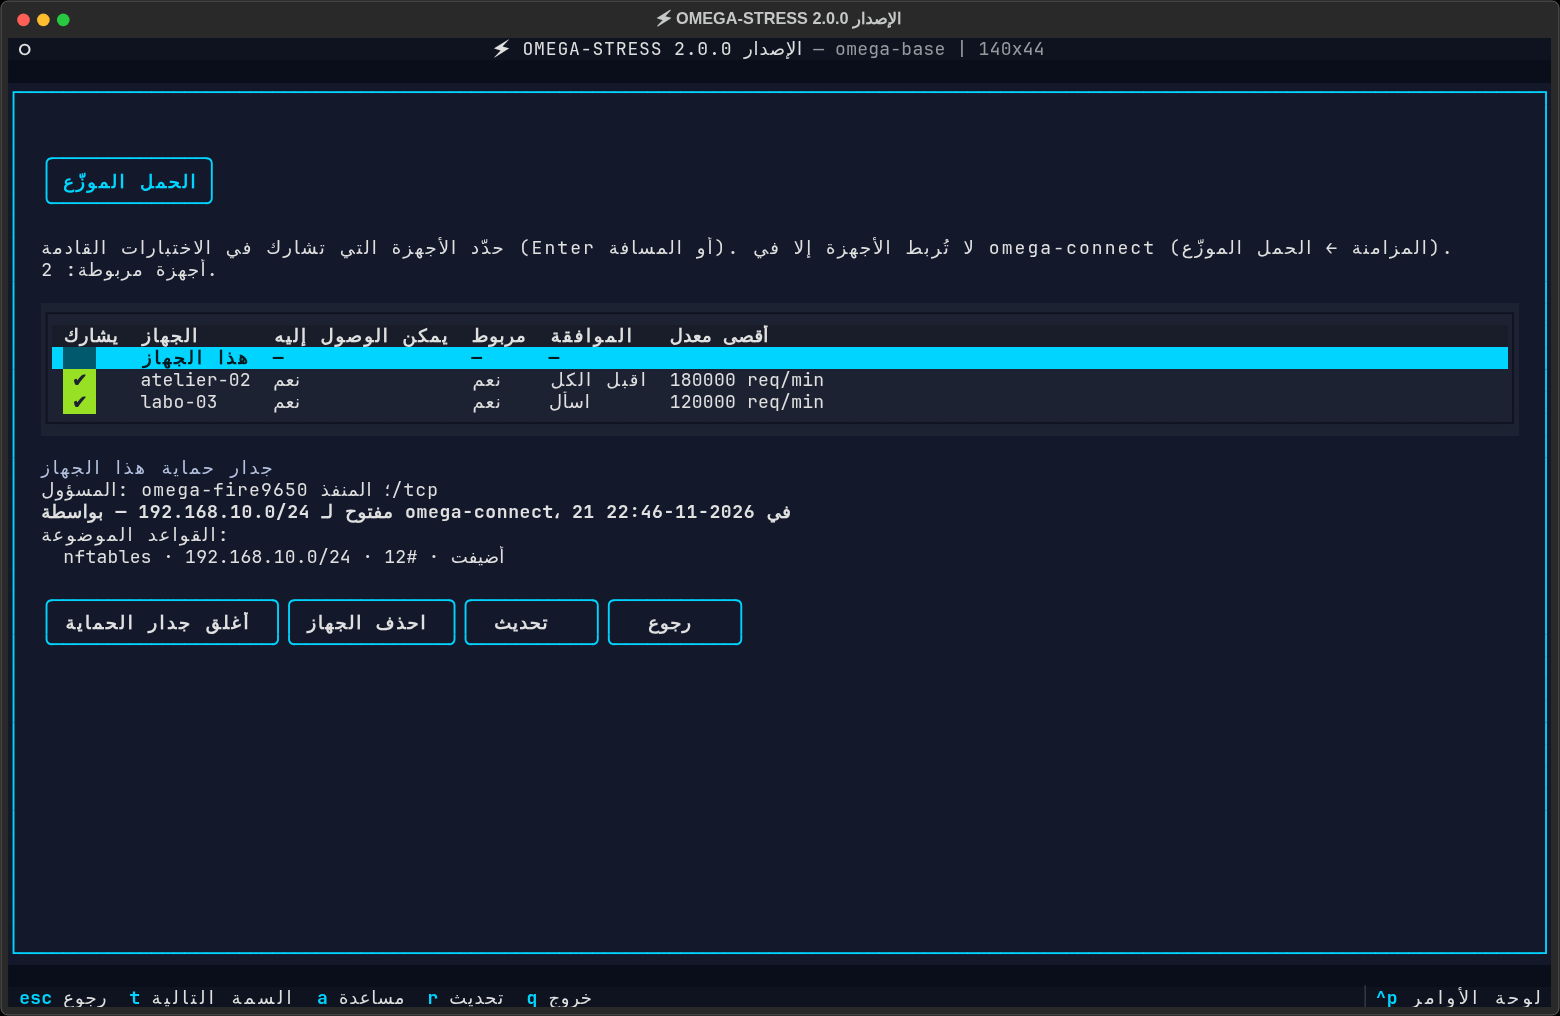 ⚡ OMEGA-STRESS 2.0.0 الإصدار
⚡ OMEGA-STRESS 2.0.0 الإصدار — omega-base | 140x44
الحمل الموزّع
حدّد الأجهزة التي تشارك في الاختبارات القادمة (Enter أو المسافة). لا تُربط الأجهزة إلا في omega-connect (المزامنة ← الحمل الموزّع).
أجهزة مربوطة: 2.
يشارك الجهاز يمكن الوصول إليه مربوط الموافقة أقصى معدل
هذا الجهاز — — —
✔ atelier-02 نعم نعم اقبل الكل 180000 req/min
✔ labo-03 نعم نعم اسأل 120000 req/min
جدار حماية هذا الجهاز
المسؤول: omega-fire؛ المنفذ 9650/tcp
مفتوح لـ 192.168.10.0/24 — بواسطة omega-connect، في 2026-11-21 22:46
القواعد الموضوعة:
nftables · 192.168.10.0/24 · أضيفت · #12
أغلق جدار الحماية احذف الجهاز تحديث رجوع
esc رجوع t السمة التالية a مساعدة r تحديث q خروج ^p لوحة الأوامر